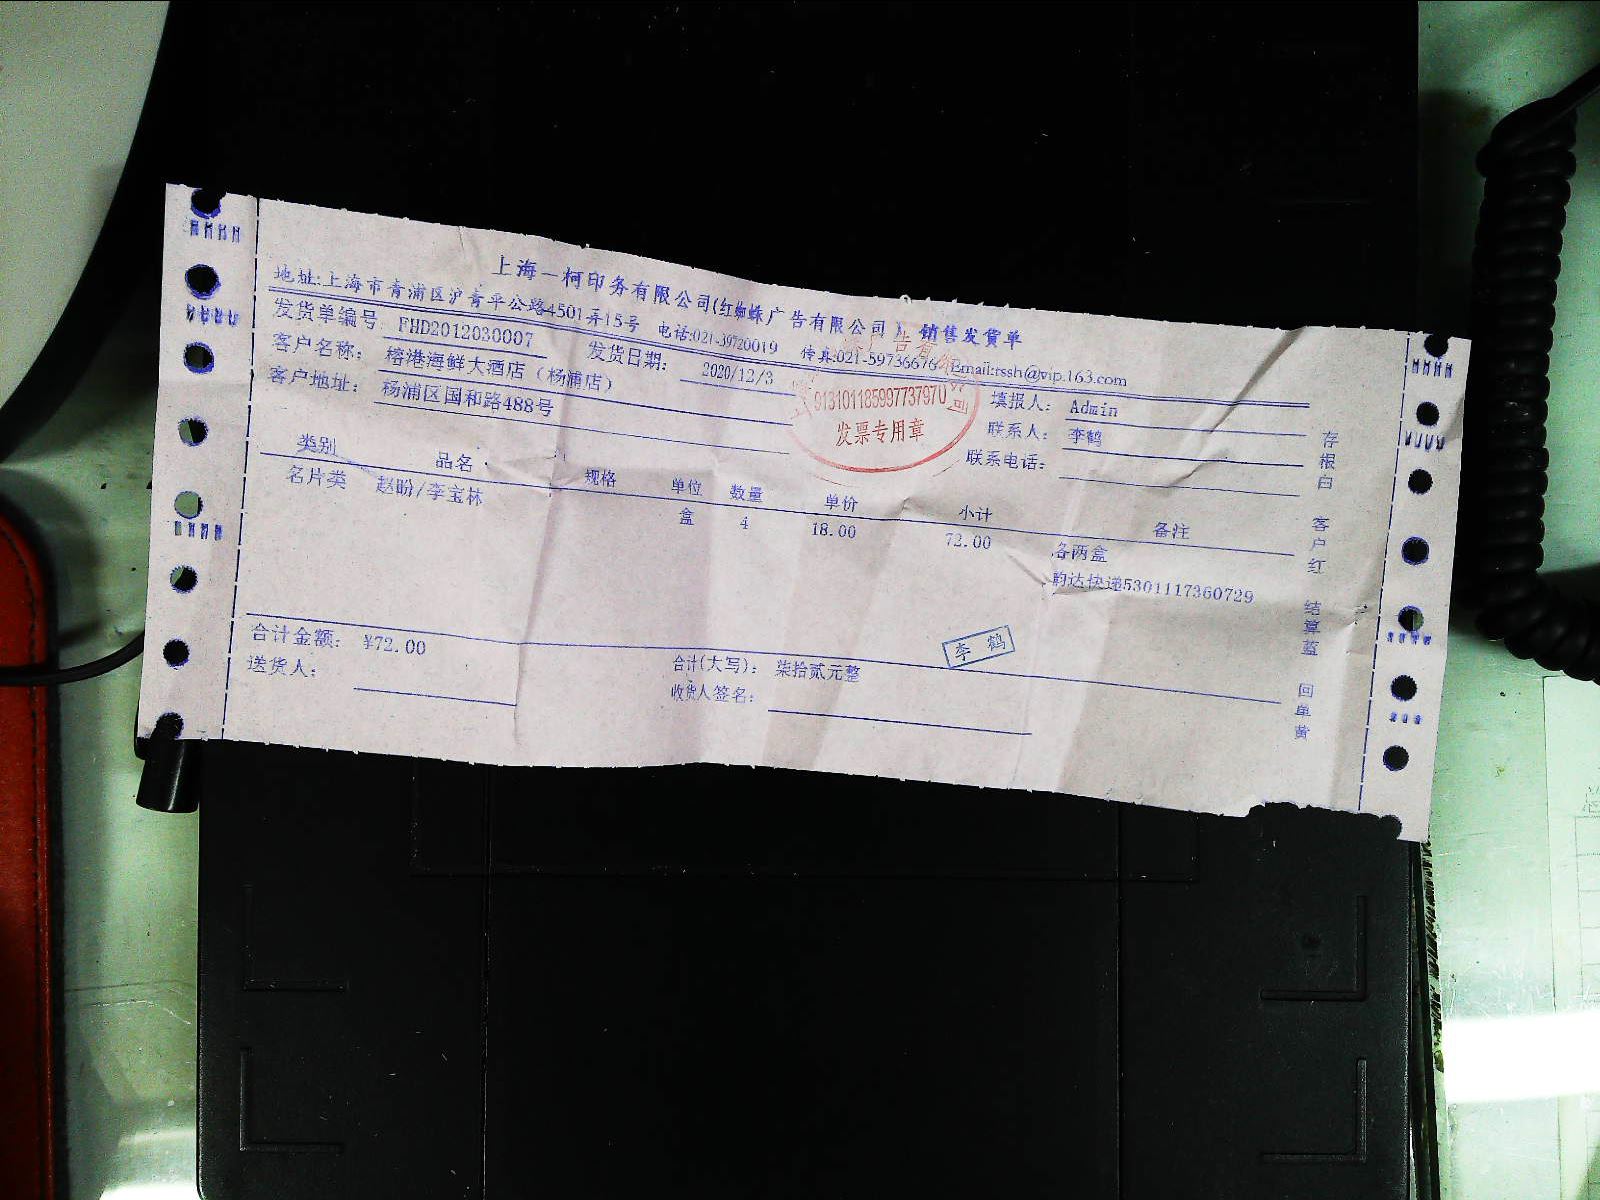 上海一柯印务有限公司(红蜘蛛广告有限公司) 销售发货单
地址:上海市青浦区沪青平公路4501弄15号 电话:021-39720019 传真:021-59736676 Email:rssh@vip.163.com
发货单编号: FHD2012030007 发货日期: 2020/12/3 填报人: Admin
客户名称: 榕港海鲜大酒店(杨浦店) 联系人: 李鹤
客户地址: 杨浦区国和路488号 联系电话:
913101185997737970
发票专用章
类别 品名 规格 单位 数量 单价 小计 备注
名片类 赵盼/李宝林 盒 4 18.00 72.00 各两盒
韵达快递5301117360729
合计金额: ¥72.00 合计(大写): 柒拾贰元整
李鹤
送货人: 收货人签名:
存根白 客户红 结算蓝 回单黄